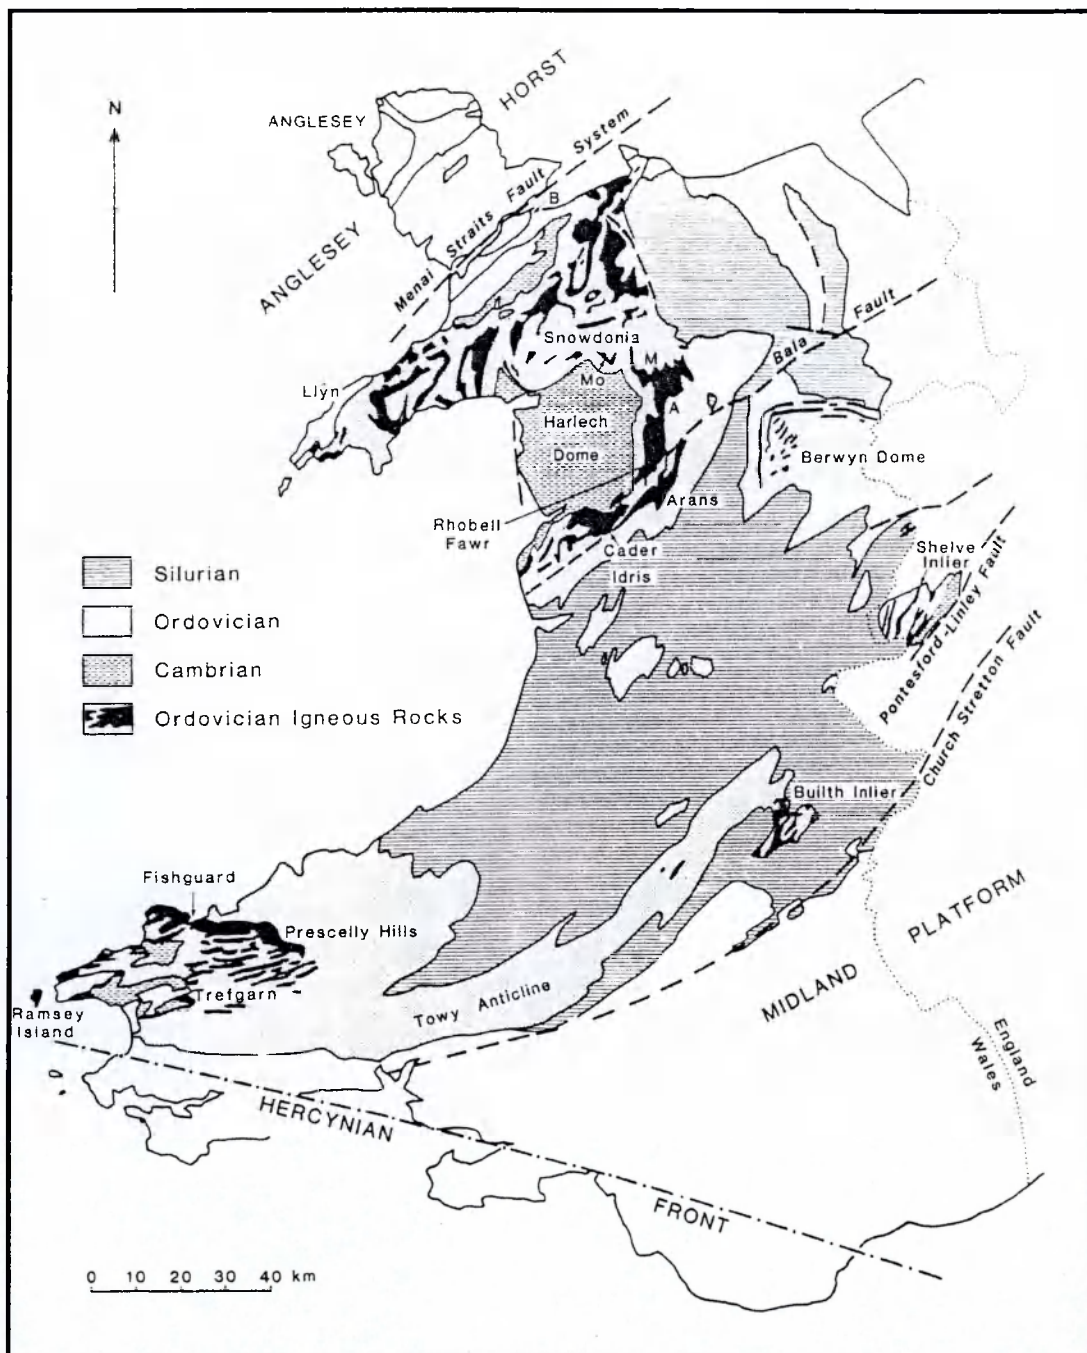 HORST
N
ANGLESEY
Menai Straits Fault System
B
ANGLESEY
Snowdonia
Bala Fault
M
Llŷn
Mo
A
Harlech
Dome
Berwyn Dome
Arans
Rhobell
Fawr
Cader
Idris
Shelve
Inlier
Silurian
Ordovician
Cambrian
Ordovician Igneous Rocks
Pontesford-Linley Fault
Church Stretton Fault
Builth Inlier
Fishguard
Prescelly Hills
PLATFORM
MIDLAND
Trefgarn
Towy Anticline
Ramsey
Island
England
Wales
HERCYNIAN
FRONT
0 10 20 30 40 km